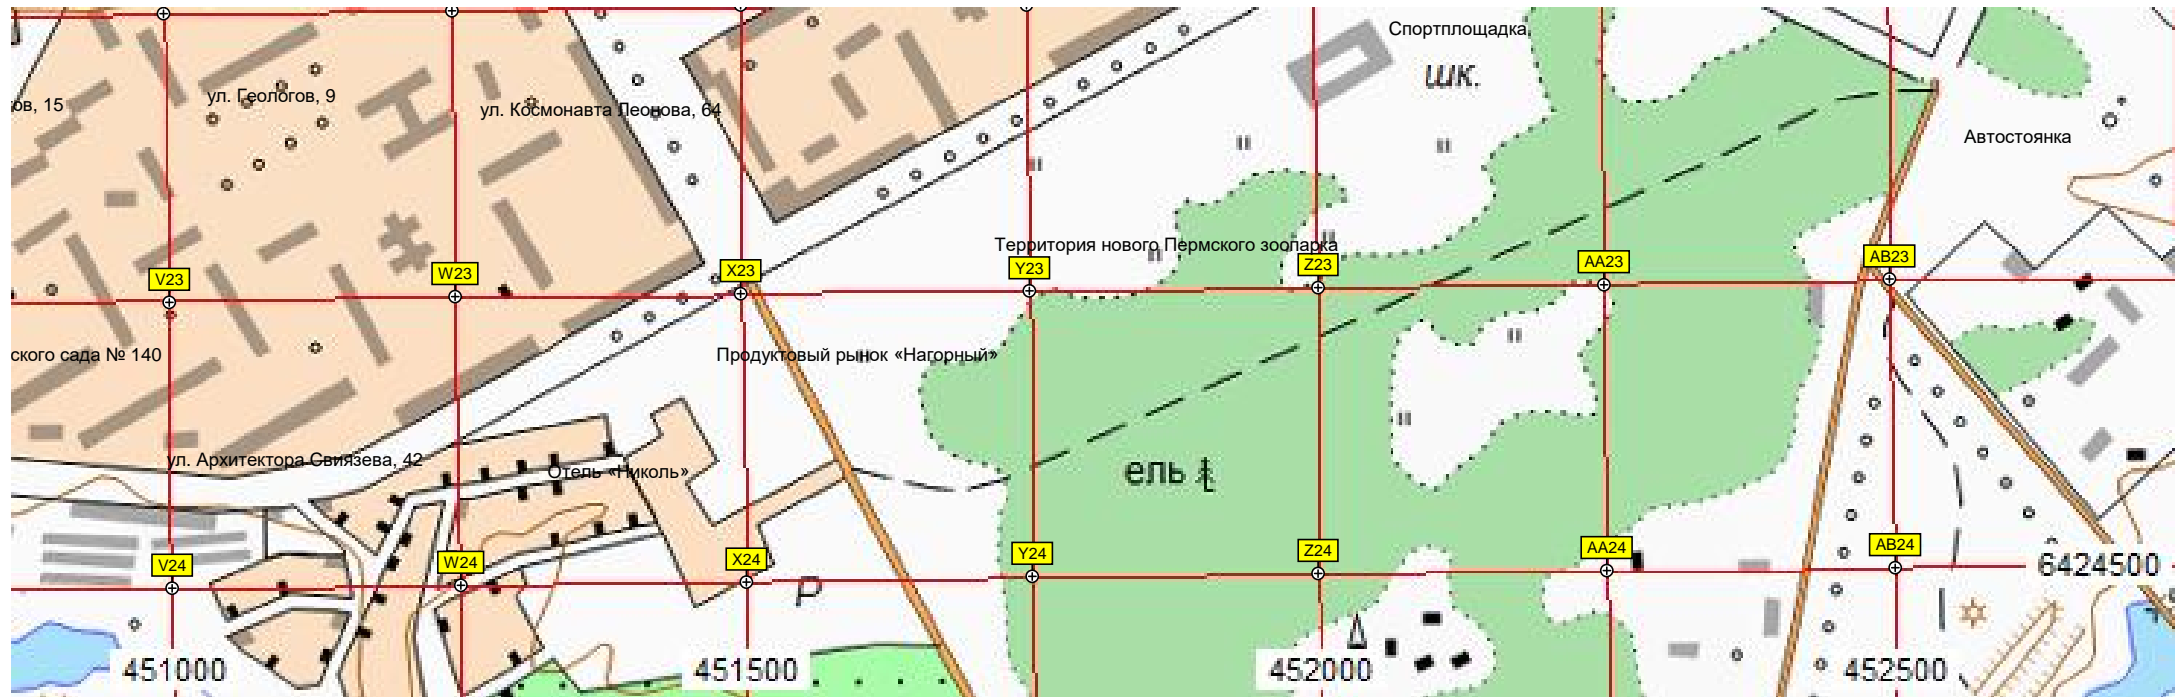 Спортплощадка
шк.
ул. Геологов, 9
ов, 15
ул. Космонавта Леонова, 64
Автостоянка
Территория нового Пермского зоопарка
V23
W23
X23
Y23
Z23
AA23
AB23
ского сада № 140
Продуктовый рынок «Нагорный»
ул. Архитектора Свиязева, 42
Отель «Николь»
ель
V24
W24
X24
Y24
Z24
AA24
AB24
6424500
Р
451000
451500
452000
452500